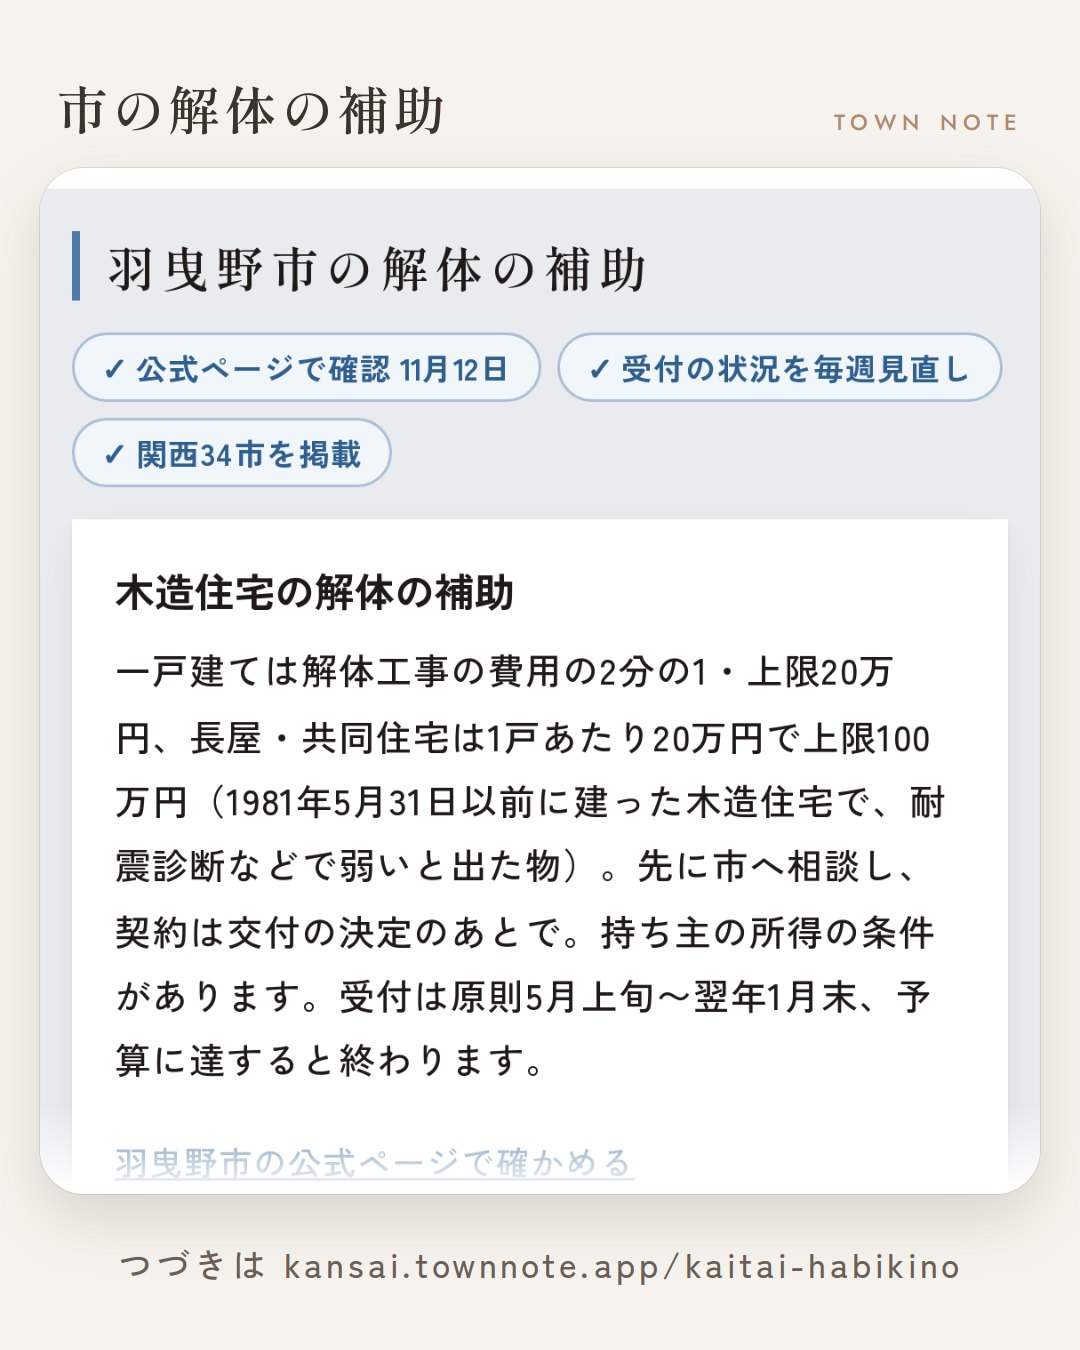 市の解体の補助
TOWN NOTE
羽曳野市の解体の補助
✓ 公式ページで確認 11月12日
✓ 受付の状況を毎週見直し
✓ 関西34市を掲載
木造住宅の解体の補助
一戸建ては解体工事の費用の2分の1・上限20万
円、長屋・共同住宅は1戸あたり20万円で上限100
万円（1981年5月31日以前に建った木造住宅で、耐
震診断などで弱いと出た物）。先に市へ相談し、
契約は交付の決定のあとで。持ち主の所得の条件
があります。受付は原則5月上旬〜翌年1月末、予
算に達すると終わります。
羽曳野市の公式ページで確かめる
つづきは kansai.townnote.app/kaitai-habikino